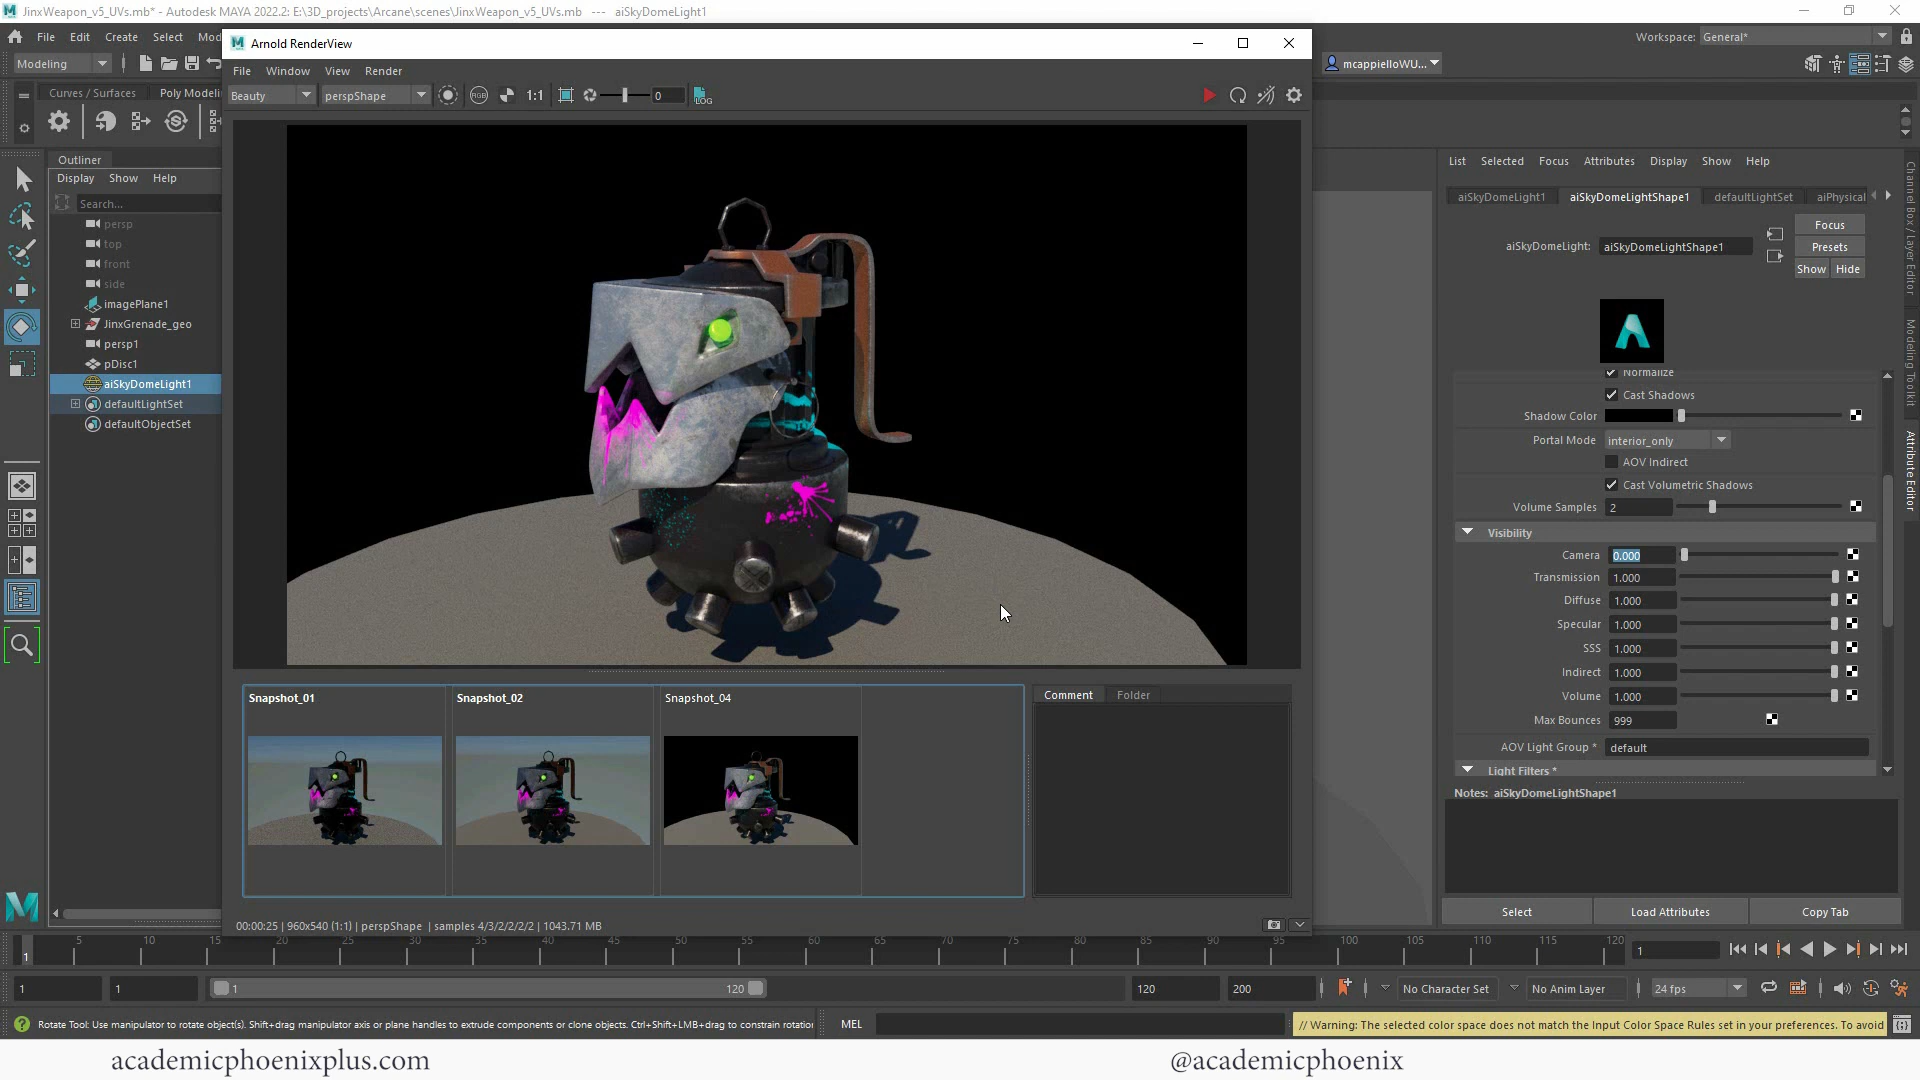 JinxWeapon_v5_UVs.mb* - Autodesk MAYA 2022.2: E:\3D_projects\Arcane\scenes\JinxWeapon_v5_UVs.mb --- aiSkyDomeLight1
File Edit Create Select
Workspace: General*
Modeling
mcappielloWU...
Curves / Surfaces
Arnold RenderView
File Window View Render
Beauty perspShape RGB 1:1 0 LOG
Outliner
Display Show Help
Search...
persp
top
front
side
imagePlane1
JinxGrenade_geo
persp1
pDisc1
aiSkyDomeLight1
defaultLightSet
defaultObjectSet
List Selected Focus Attributes Display Show Help
aiSkyDomeLight1 aiSkyDomeLightShape1 defaultLightSet aiPhysical
Focus
aiSkyDomeLight: aiSkyDomeLightShape1
Presets
Show Hide
Normalize
Cast Shadows
Shadow Color
Portal Mode interior_only
AOV Indirect
Cast Volumetric Shadows
Volume Samples 2
Visibility
Camera 0.000
Transmission 1.000
Diffuse 1.000
Specular 1.000
SSS 1.000
Indirect 1.000
Volume 1.000
Max Bounces 999
AOV Light Group * default
Light Filters *
Notes: aiSkyDomeLightShape1
Select Load Attributes Copy Tab
Channel Box / Layer Editor
Modeling Toolkit
Attribute Editor
Snapshot_01 Snapshot_02 Snapshot_04
Comment Folder
00:00:25 | 960x540 (1:1) | perspShape | samples 4/3/2/2/2/2 | 1043.71 MB
5 10 15 20 25 30 35 40 45 50 55 60 65 70 75 80 85 90 95 100 105 110 115 120
1 1
1 1 1 120 120 200 No Character Set No Anim Layer 24 fps
Rotate Tool: Use manipulator to rotate object(s). Shift+drag manipulator axis or plane handles to extrude components or clone objects. Ctrl+Shift+LMB+drag to constrain rotation
MEL
// Warning: The selected color space does not match the Input Color Space Rules set in your preferences. To avoid
academicphoenixplus.com
@academicphoenix